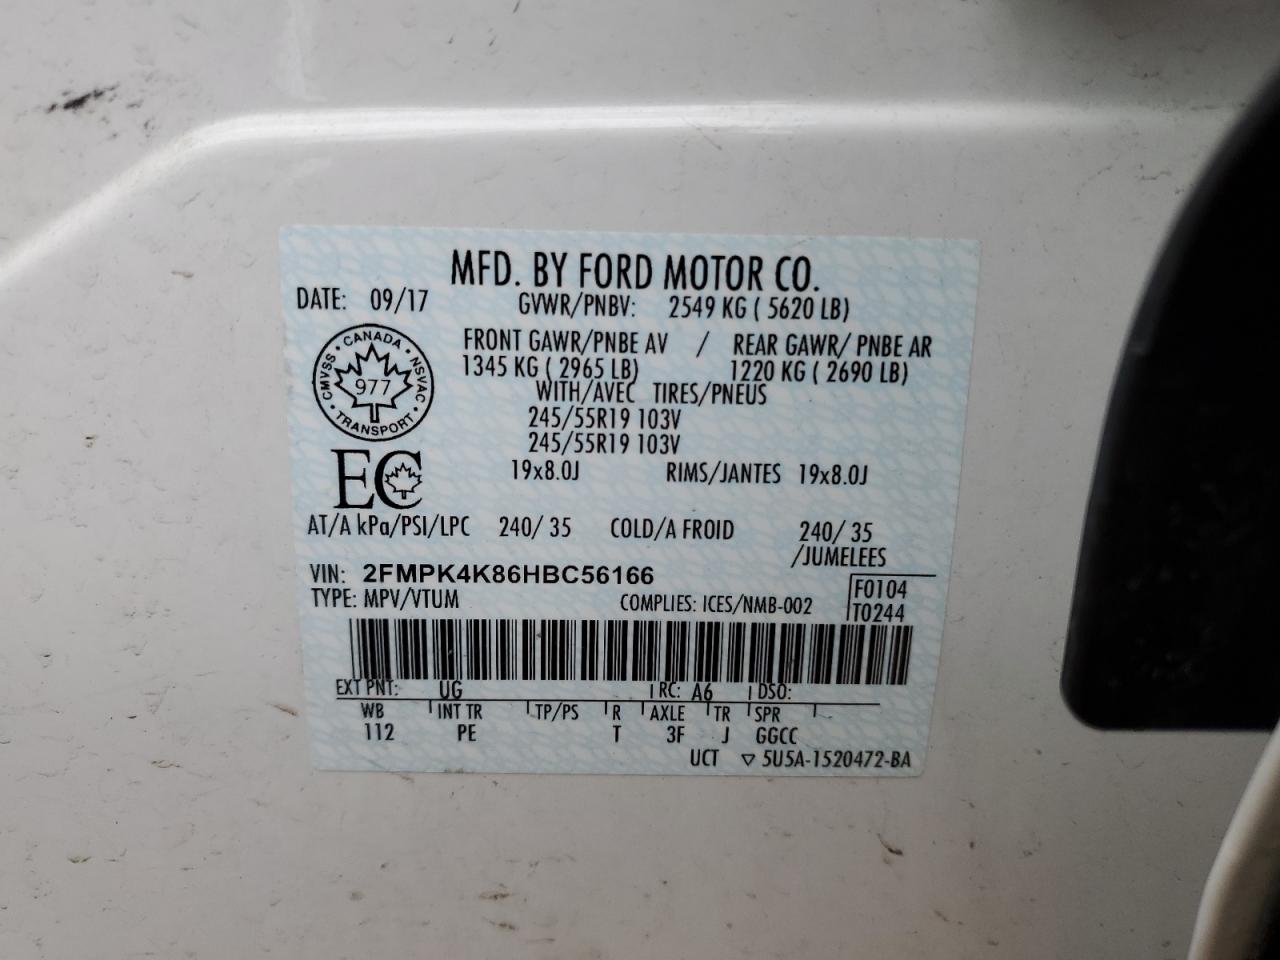 MFD. BY FORD MOTOR CO.
DATE: 09/17 GVWR/PNBV: 2549 KG ( 5620 LB)
FRONT GAWR/PNBE AV / REAR GAWR/ PNBE AR
1345 KG ( 2965 LB) 1220 KG ( 2690 LB)
WITH/AVEC TIRES/PNEUS
245/55R19 103V
245/55R19 103V
CANADA NSVAC TRANSPORT CMVSS
977
EC
19x8.0J RIMS/JANTES 19x8.0J
AT/A kPa/PSI/LPC 240/ 35 COLD/A FROID 240/ 35
/JUMELEES
VIN: 2FMPK4K86HBC56166
F0104
TYPE: MPV/VTUM COMPLIES: ICES/NMB-002 T0244
EXT PNT: UG RC: A6 DSO:
WB INT TR TP/PS R AXLE TR SPR
112 PE T 3F J GGCC
UCT ▽ 5U5A-1520472-BA